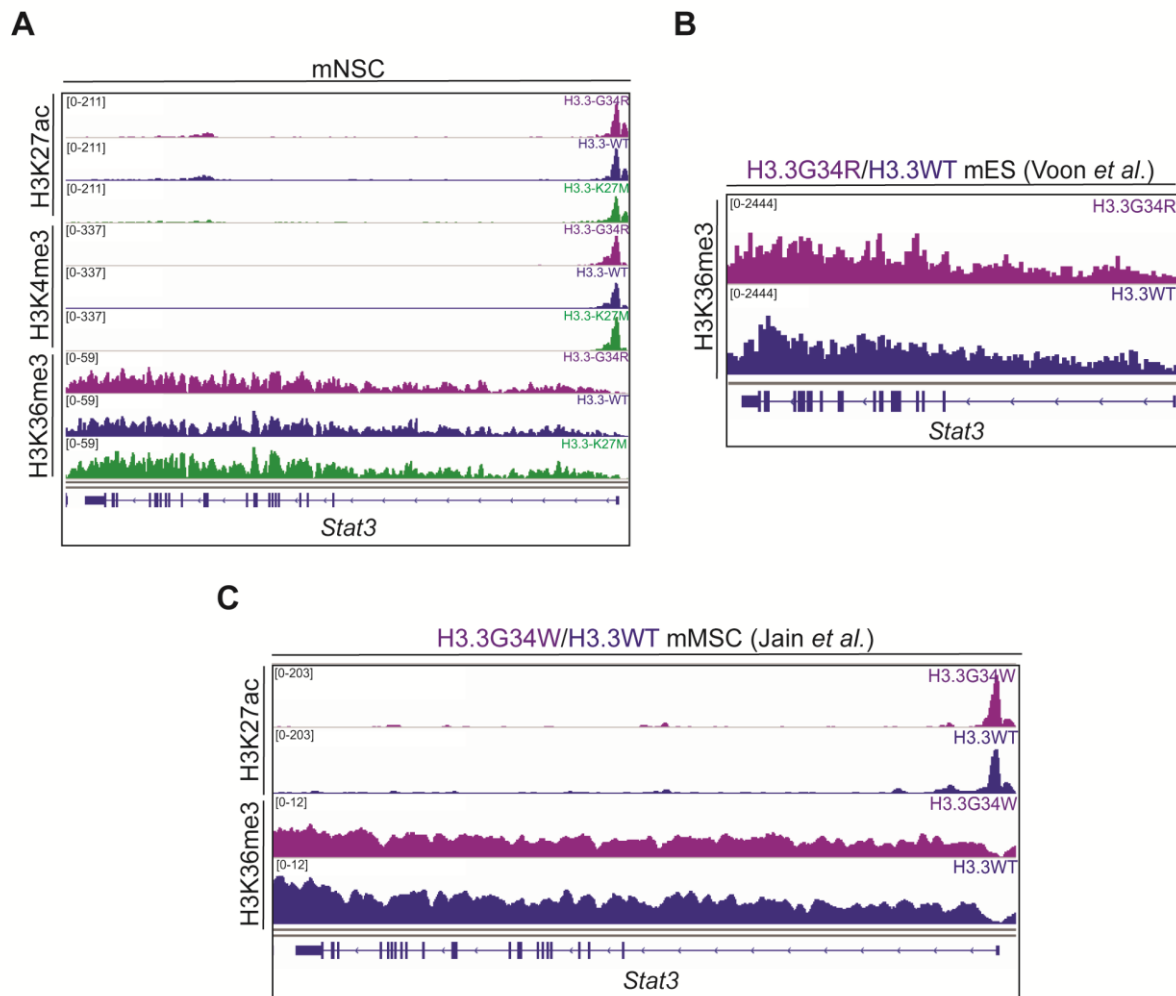 A
mNSC
H3K27ac
[0-211]
H3.3-G34R
[0-211]
H3.3-WT
[0-211]
H3.3-K27M
H3K4me3
[0-337]
H3.3-G34R
[0-337]
H3.3-WT
[0-337]
H3.3-K27M
H3K36me3
[0-59]
H3.3-G34R
[0-59]
H3.3-WT
[0-59]
H3.3-K27M
Stat3
B
H3.3G34R/H3.3WT mES (Voon et al.)
H3K36me3
[0-2444]
H3.3G34R
[0-2444]
H3.3WT
Stat3
C
H3.3G34W/H3.3WT mMSC (Jain et al.)
H3K27ac
[0-203]
H3.3G34W
[0-203]
H3.3WT
H3K36me3
[0-12]
H3.3G34W
[0-12]
H3.3WT
Stat3